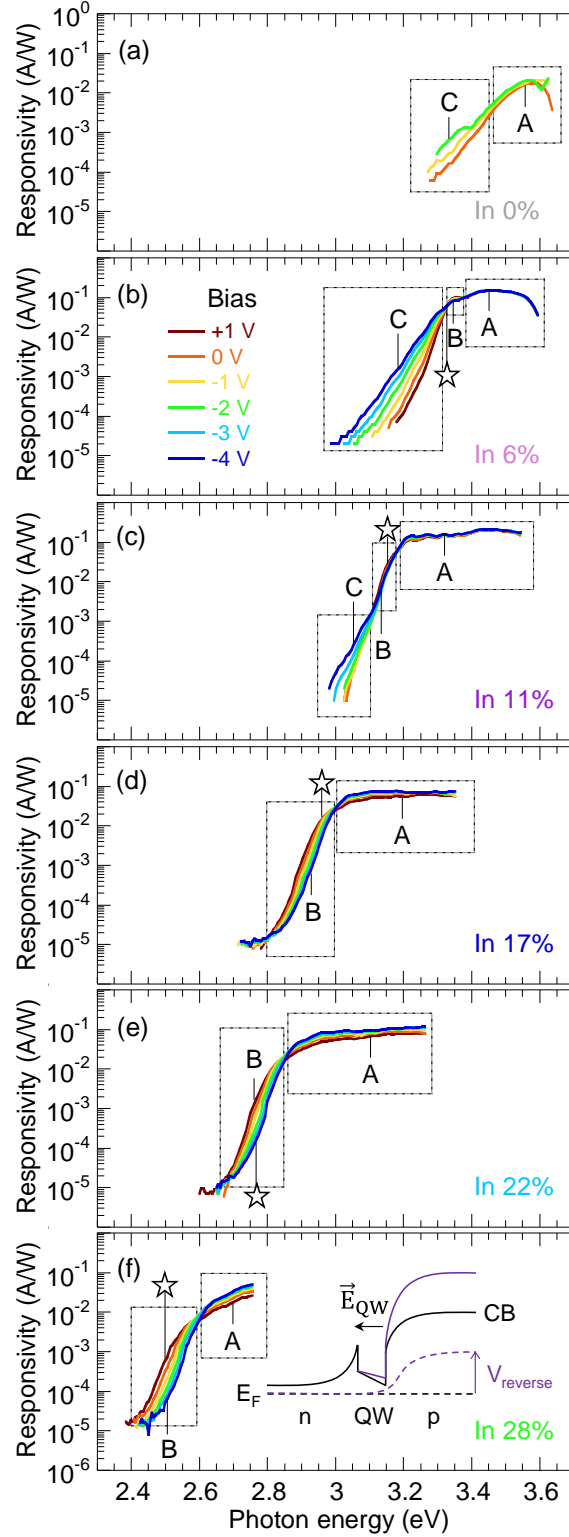 Responsivity (A/W)
10^0
10^-1
10^-2
10^-3
10^-4
10^-5
(a)
C
A
In 0%
Responsivity (A/W)
10^-1
10^-2
10^-3
10^-4
10^-5
(b)
Bias
+1 V
0 V
-1 V
-2 V
-3 V
-4 V
C
B
A
In 6%
Responsivity (A/W)
10^-1
10^-2
10^-3
10^-4
10^-5
(c)
C
B
A
In 11%
Responsivity (A/W)
10^-1
10^-2
10^-3
10^-4
10^-5
(d)
B
A
In 17%
Responsivity (A/W)
10^-1
10^-2
10^-3
10^-4
10^-5
(e)
B
A
In 22%
Responsivity (A/W)
10^-1
10^-2
10^-3
10^-4
10^-5
10^-6
(f)
A
B
E⃗_QW
CB
E_F
V_reverse
n QW p
In 28%
2.4 2.6 2.8 3 3.2 3.4 3.6
Photon energy (eV)